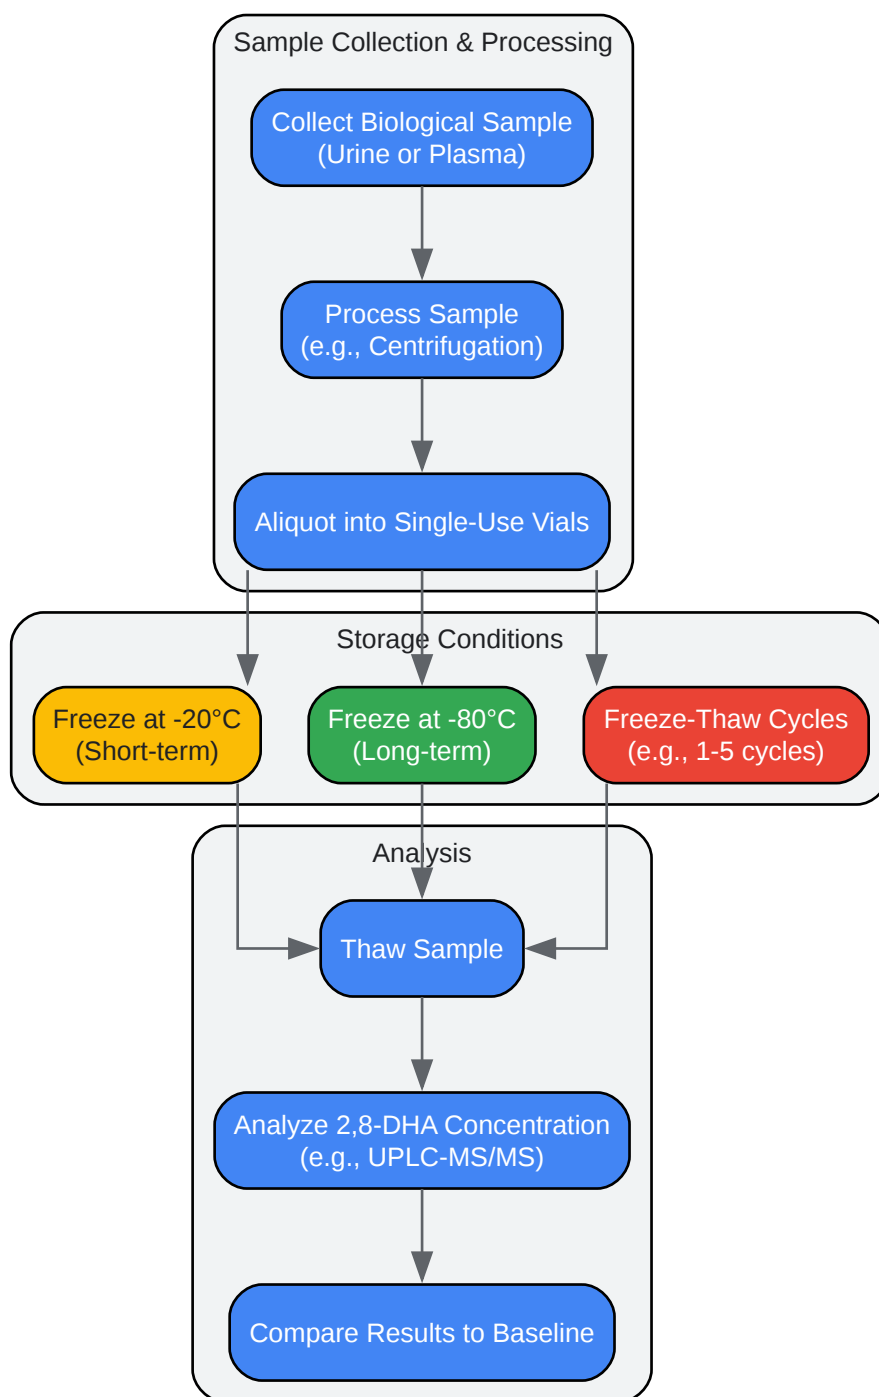 Sample Collection & Processing
Collect Biological Sample
(Urine or Plasma)
Process Sample
(e.g., Centrifugation)
Aliquot into Single-Use Vials
Storage Conditions
Freeze at -20°C
(Short-term)
Freeze at -80°C
(Long-term)
Freeze-Thaw Cycles
(e.g., 1-5 cycles)
Analysis
Thaw Sample
Analyze 2,8-DHA Concentration
(e.g., UPLC-MS/MS)
Compare Results to Baseline